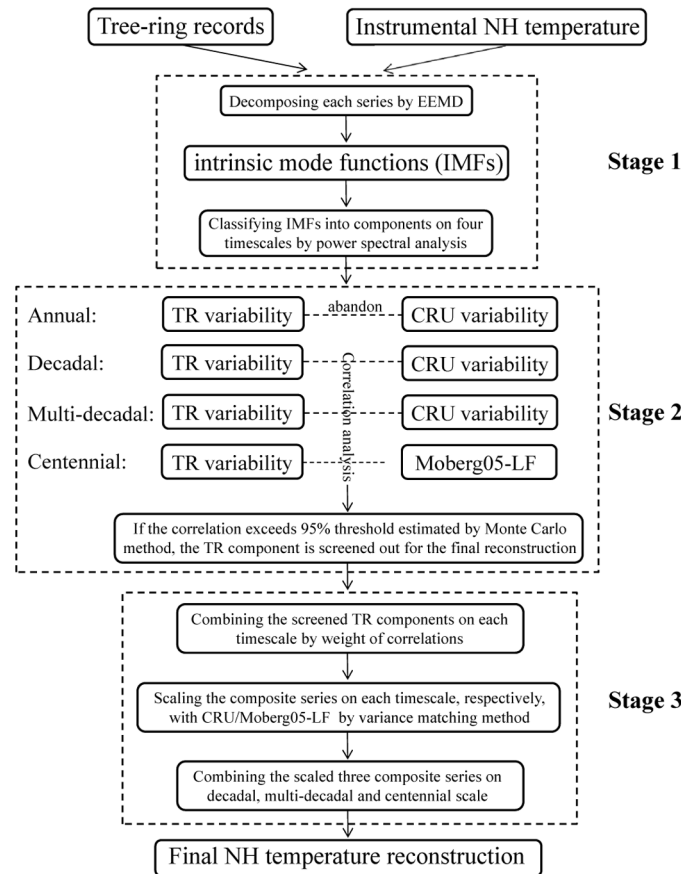 Tree-ring records
Instrumental NH temperature
Decomposing each series by EEMD
intrinsic mode functions (IMFs)
Stage 1
Classifying IMFs into components on four
timescales by power spectral analysis
Annual:
TR variability
abandon
CRU variability
Decadal:
TR variability
CRU variability
Correlation analysis
Multi-decadal:
TR variability
CRU variability
Stage 2
Centennial:
TR variability
Moberg05-LF
If the correlation exceeds 95% threshold estimated by Monte Carlo
method, the TR component is screened out for the final reconstruction
Combining the screened TR components on each
timescale by weight of correlations
Scaling the composite series on each timescale, respectively,
with CRU/Moberg05-LF by variance matching method
Stage 3
Combining the scaled three composite series on
decadal, multi-decadal and centennial scale
Final NH temperature reconstruction